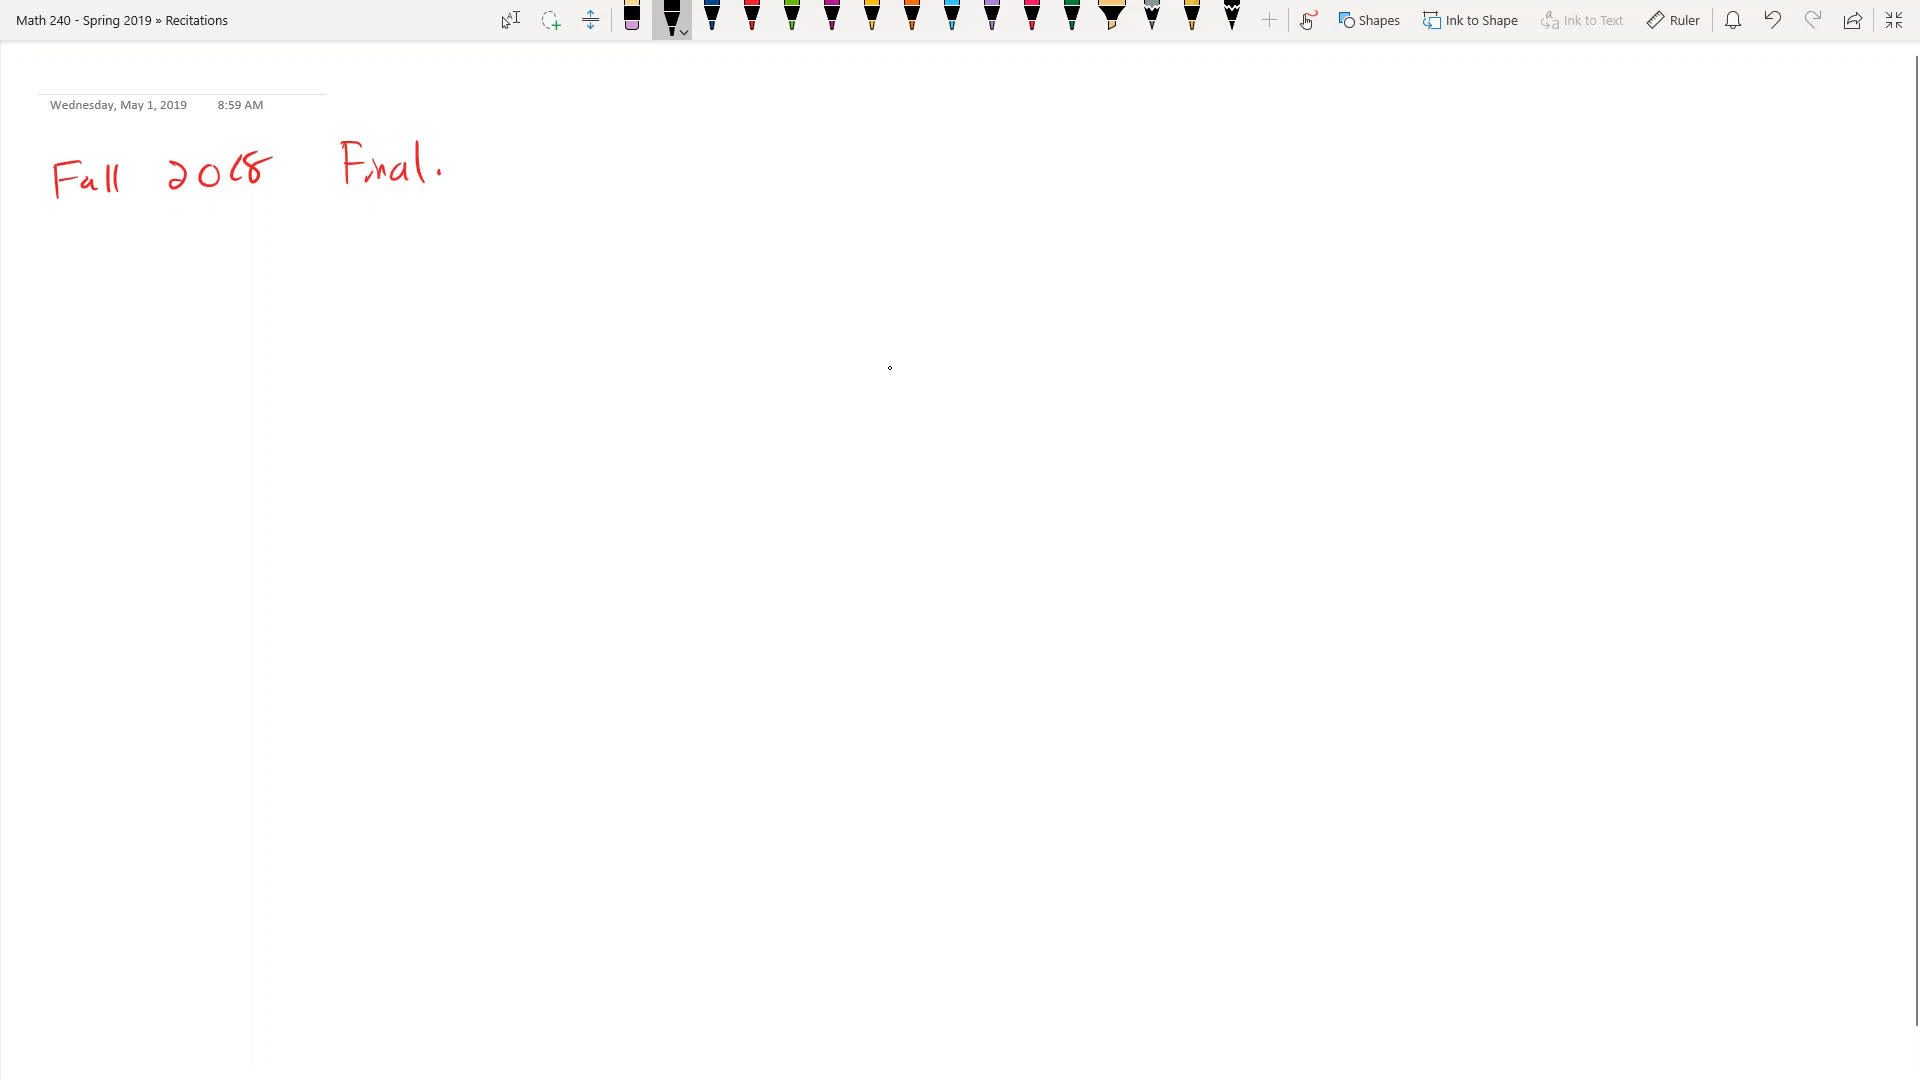 Math 240 - Spring 2019 » Recitations
Shapes
Ink to Shape
Ink to Text
Ruler
Wednesday, May 1, 2019 8:59 AM
Fall 2018 Final.